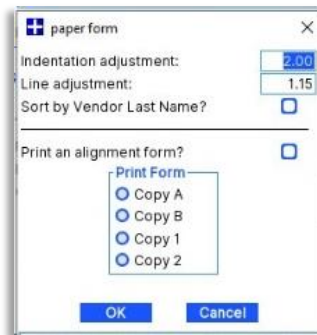 paper form
Indentation adjustment: 2.00
Line adjustment: 1.15
Sort by Vendor Last Name?
Print an alignment form?
Print Form
Copy A
Copy B
Copy 1
Copy 2
OK Cancel